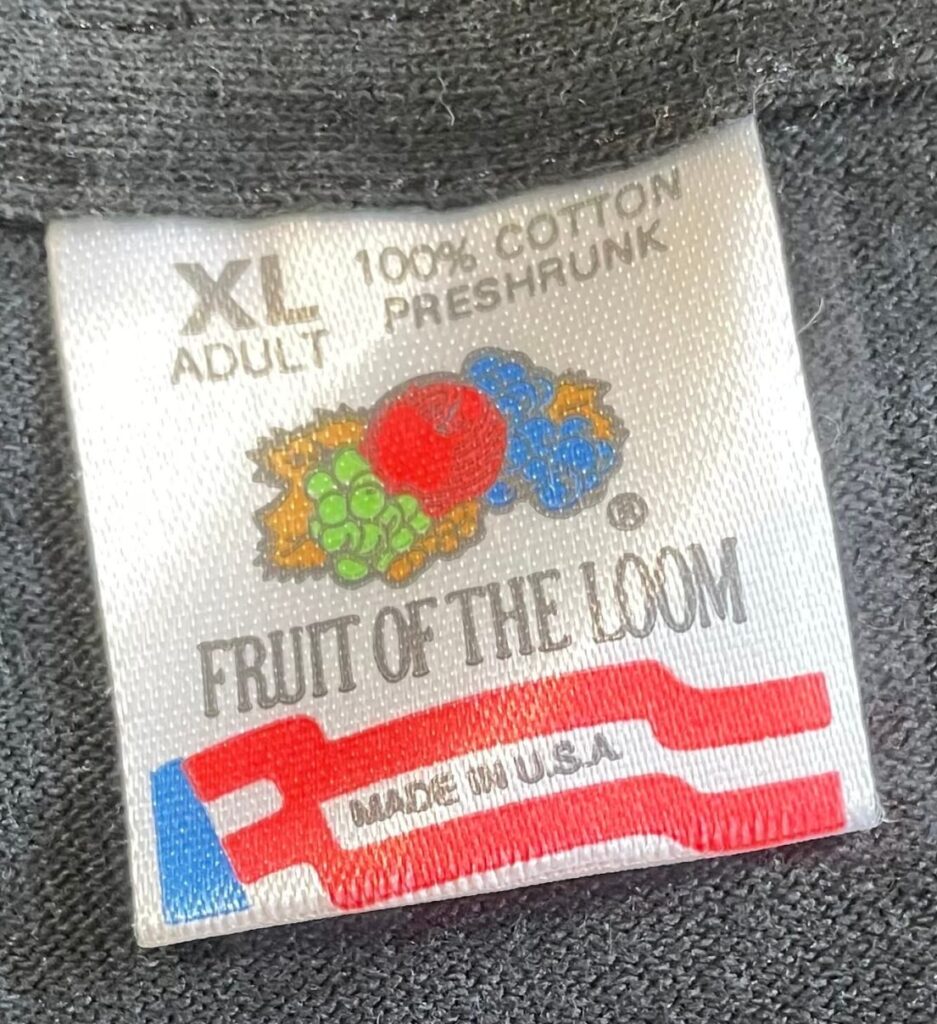 XL
ADULT
100% COTTON
PRESHRUNK
®
FRUIT OF THE LOOM
MADE IN U.S.A